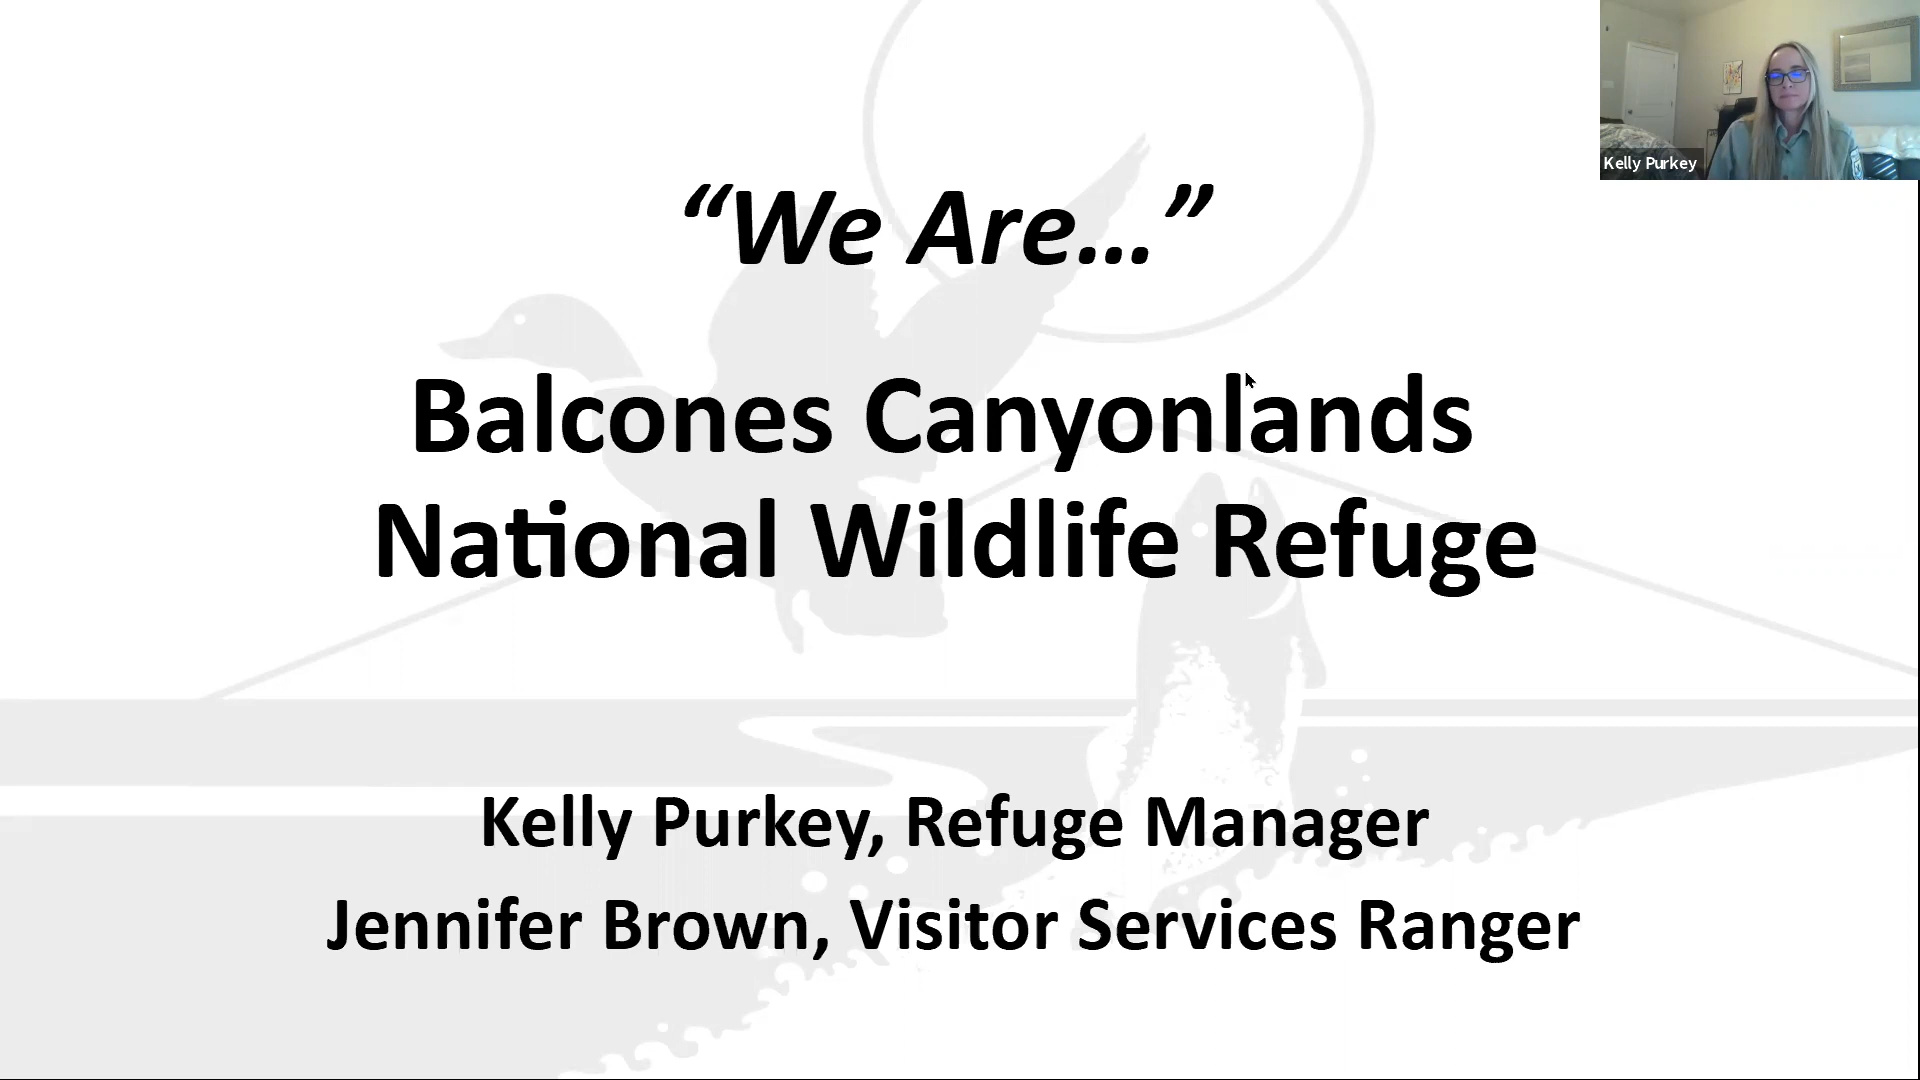 “We Are...”
Balcones Canyonlands
National Wildlife Refuge
Kelly Purkey, Refuge Manager
Jennifer Brown, Visitor Services Ranger
Kelly Purkey